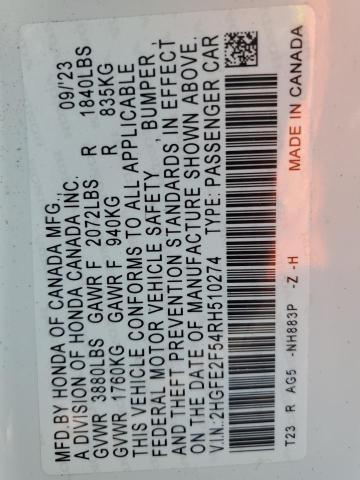 MFD.BY HONDA OF CANADA MFG., 09/'23
A DIVISION OF HONDA CANADA INC.
GVWR 3880LBS GAWR F 2072LBS R 1840LBS
GVWR 1760KG GAWR F 940KG R 835KG
THIS VEHICLE CONFORMS TO ALL APPLICABLE
FEDERAL MOTOR VEHICLE SAFETY, BUMPER,
AND THEFT PREVENTION STANDARDS IN EFFECT
ON THE DATE OF MANUFACTURE SHOWN ABOVE.
V.I.N.:2HGFE2F54RH510274 TYPE:PASSENGER CAR
T23 R AG5 -NH883P -Z -H MADE IN CANADA